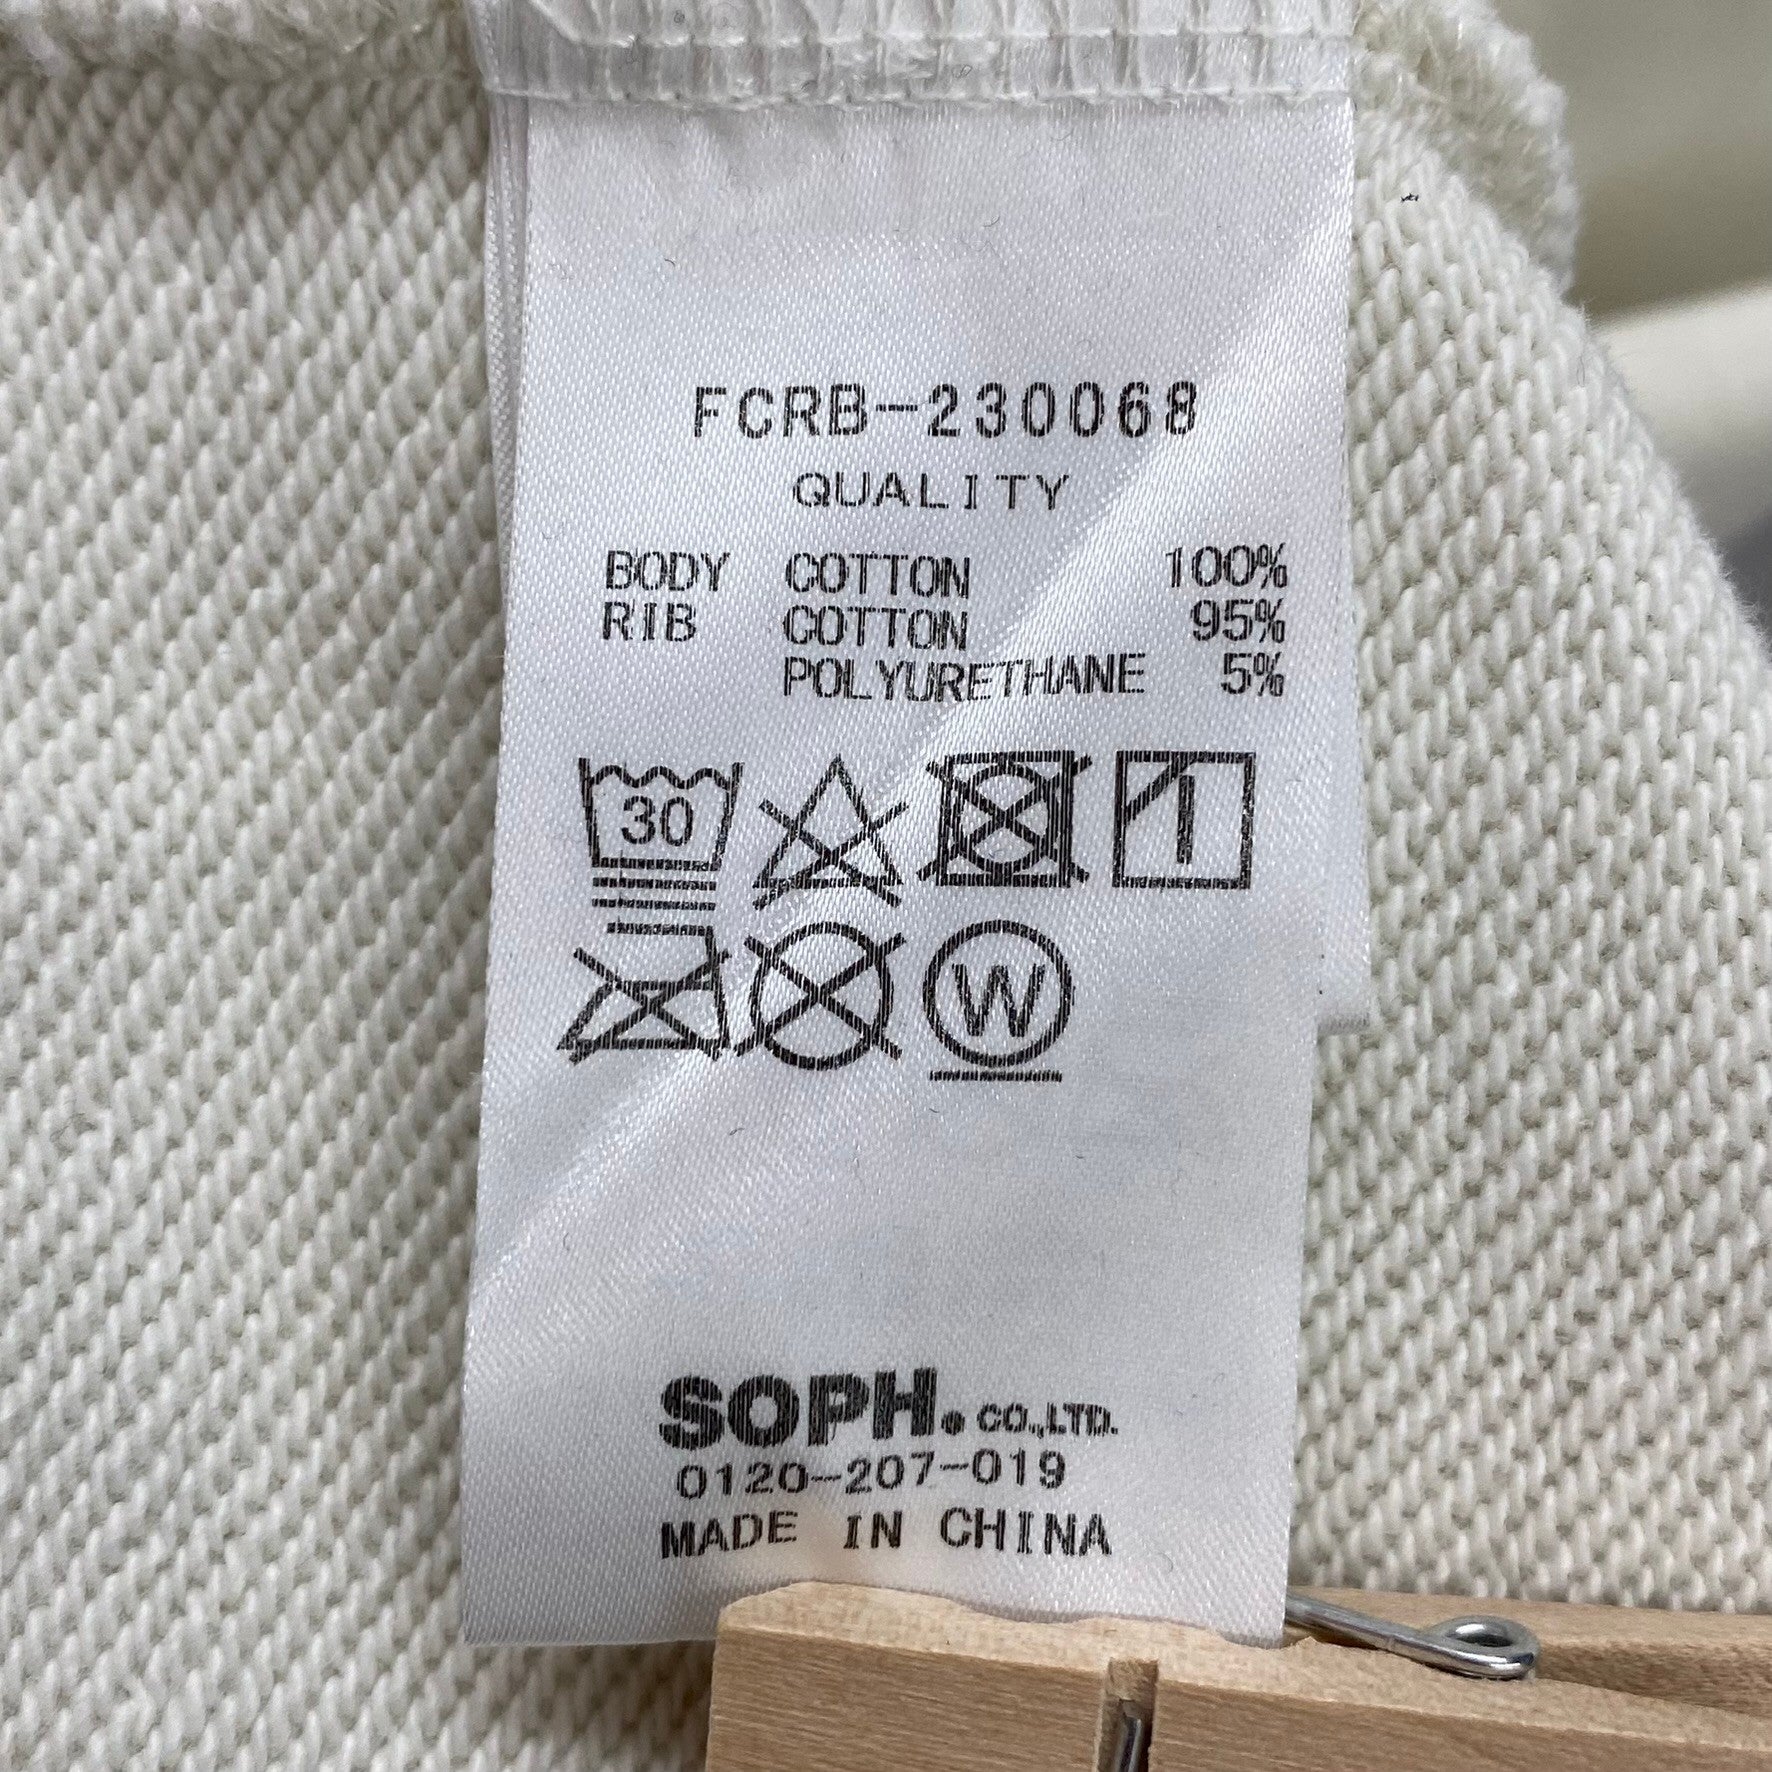 FCRB-230068
QUALITY
BODY COTTON 100%
RIB COTTON 95%
POLYURETHANE 5%
30
W
SOPH. CO.,LTD.
0120-207-019
MADE IN CHINA